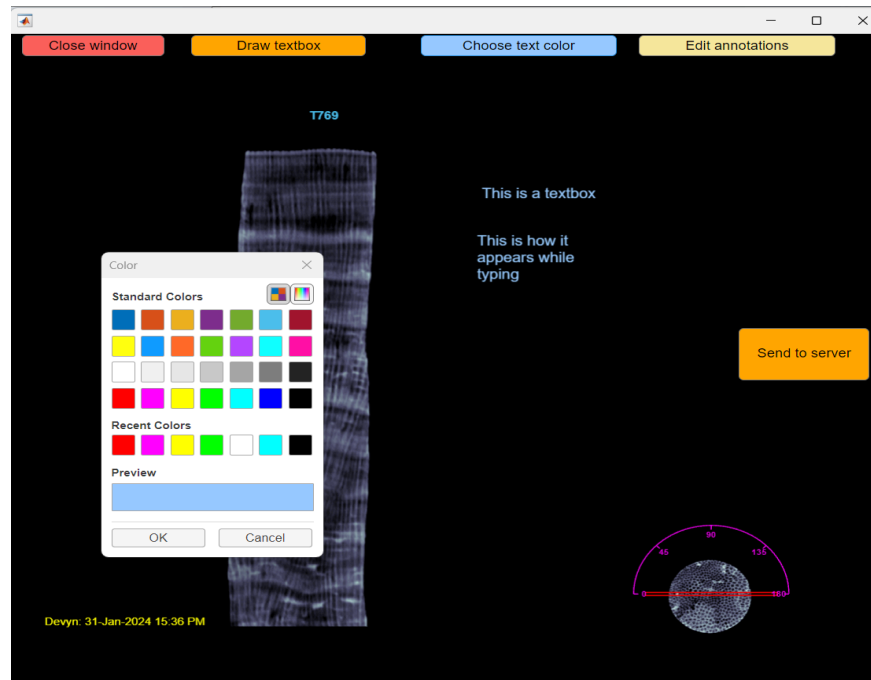 Close window
Draw textbox
Choose text color
Edit annotations
T769
This is a textbox
This is how it
appears while
typing
Color
Standard Colors
Recent Colors
Preview
OK
Cancel
Send to server
90
45
135
0
180
Devyn: 31-Jan-2024 15:36 PM